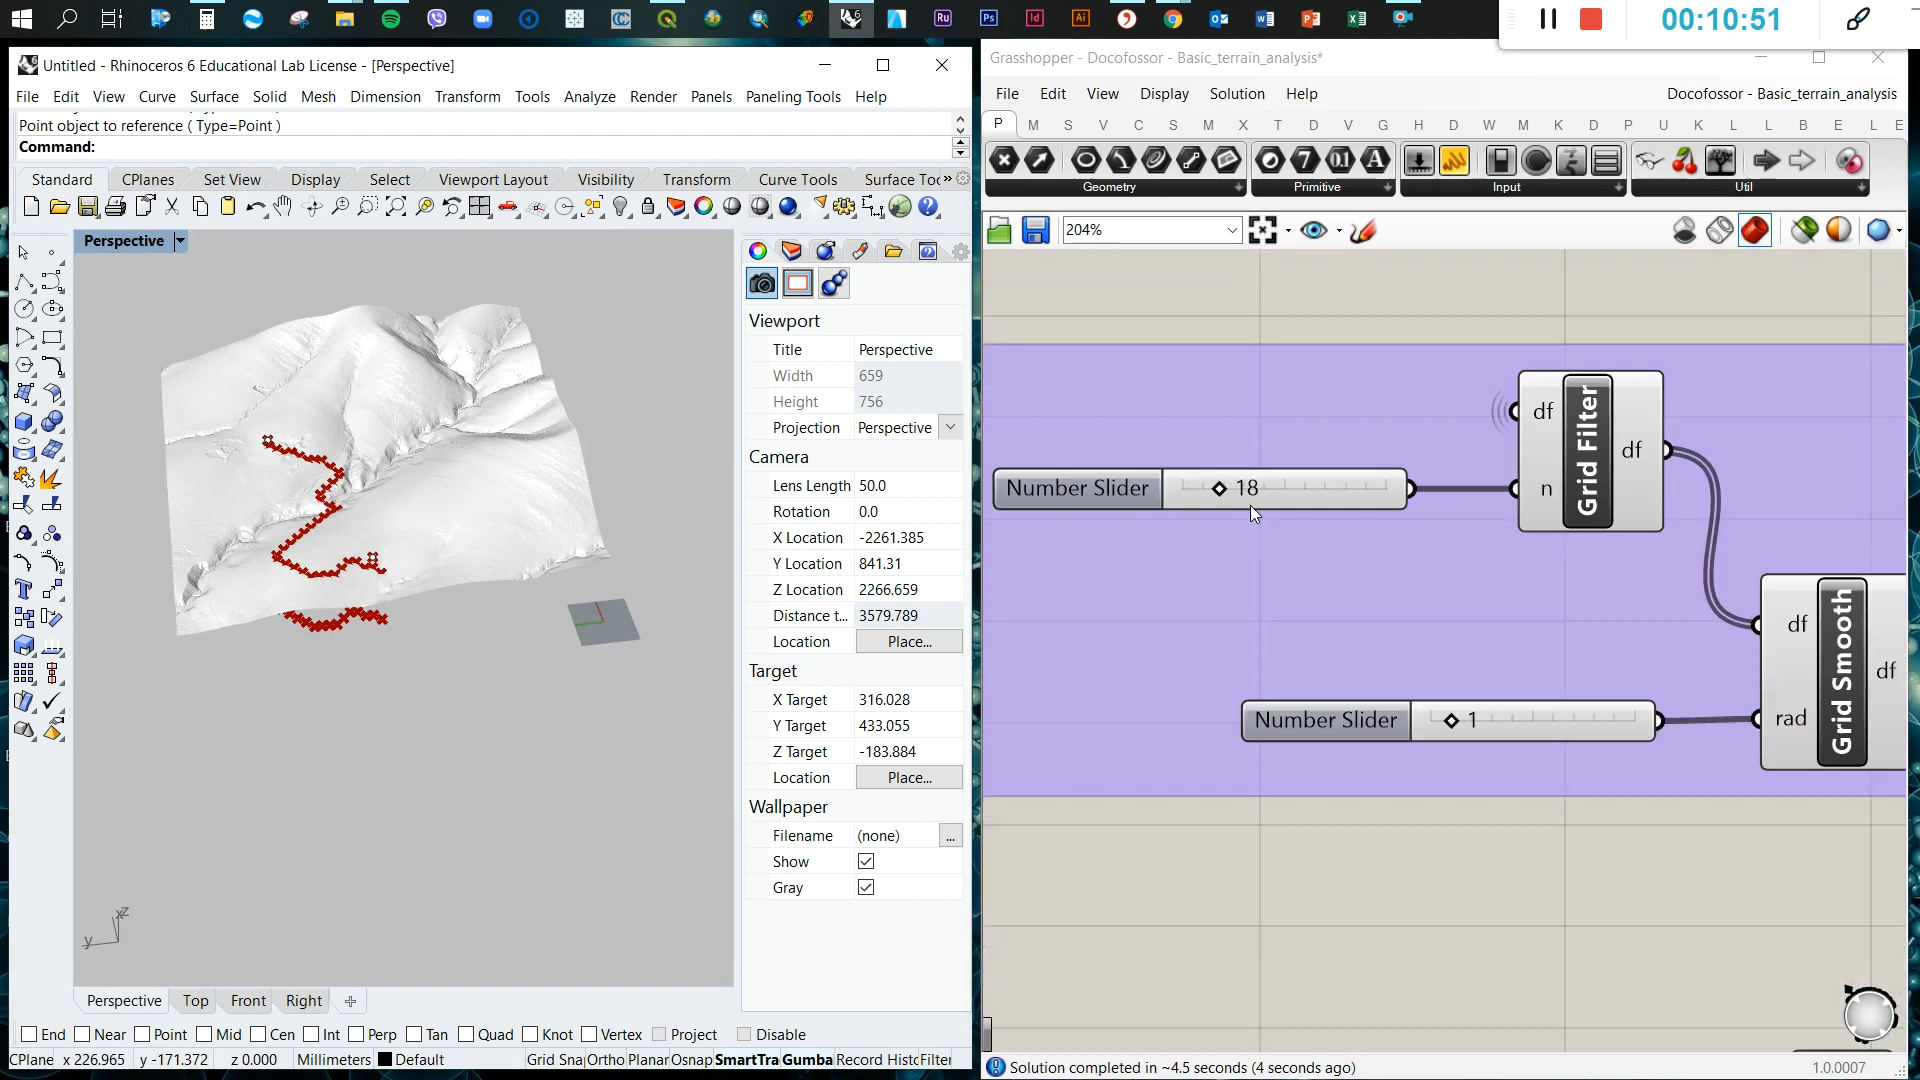 00:10:51
Untitled - Rhinoceros 6 Educational Lab License - [Perspective]
File Edit View Curve Surface Solid Mesh Dimension Transform Tools Analyze Render Panels Paneling Tools Help
Point object to reference ( Type=Point )
Command:
Standard CPlanes Set View Display Select Viewport Layout Visibility Transform Curve Tools Surface Toc »
Perspective
Viewport
Title Perspective
Width 659
Height 756
Projection Perspective
Camera
Lens Length 50.0
Rotation 0.0
X Location -2261.385
Y Location 841.31
Z Location 2266.659
Distance t... 3579.789
Location Place...
Target
X Target 316.028
Y Target 433.055
Z Target -183.884
Location Place...
Wallpaper
Filename (none) ...
Show
Gray
z
x
y
Perspective Top Front Right
End Near Point Mid Cen Int Perp Tan Quad Knot Vertex Project Disable
CPlane x 226.965 y -171.372 z 0.000 Millimeters Default Grid Sna Ortho Planar Osnap SmartTra Gumba Record Histo Filter
Grasshopper - Docofossor - Basic_terrain_analysis*
File Edit View Display Solution Help Docofossor - Basic_terrain_analysis
P M S V C S M X T D V G H D W M K D P U K L L B E L E
Geometry Primitive Input Util
204%
Number Slider 18
df
n
Grid Filter
df
Number Slider 1
df
rad
Grid Smooth
df
Solution completed in ~4.5 seconds (4 seconds ago) 1.0.0007